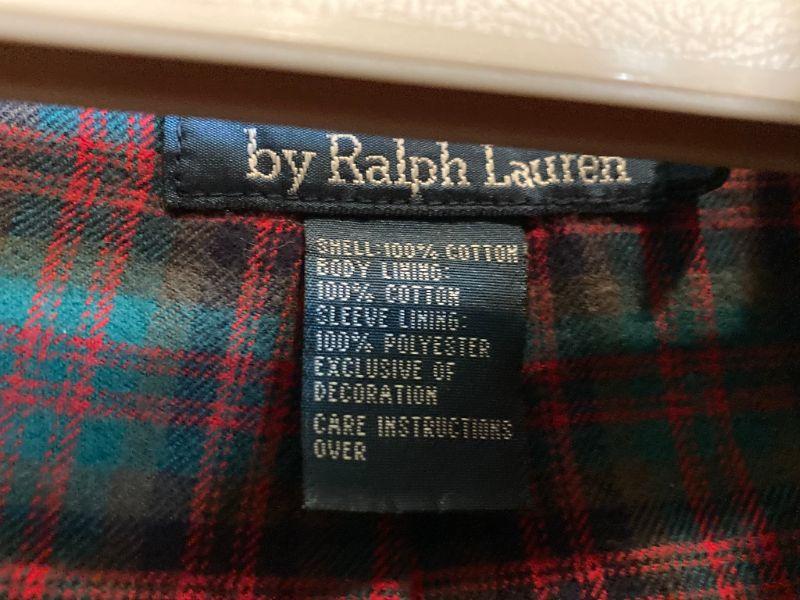 by Ralph Lauren
SHELL-100% COTTON
BODY LINING:
100% COTTON
SLEEVE LINING:
100% POLYESTER
EXCLUSIVE OF
DECORATION
CARE INSTRUCTIONS
OVER